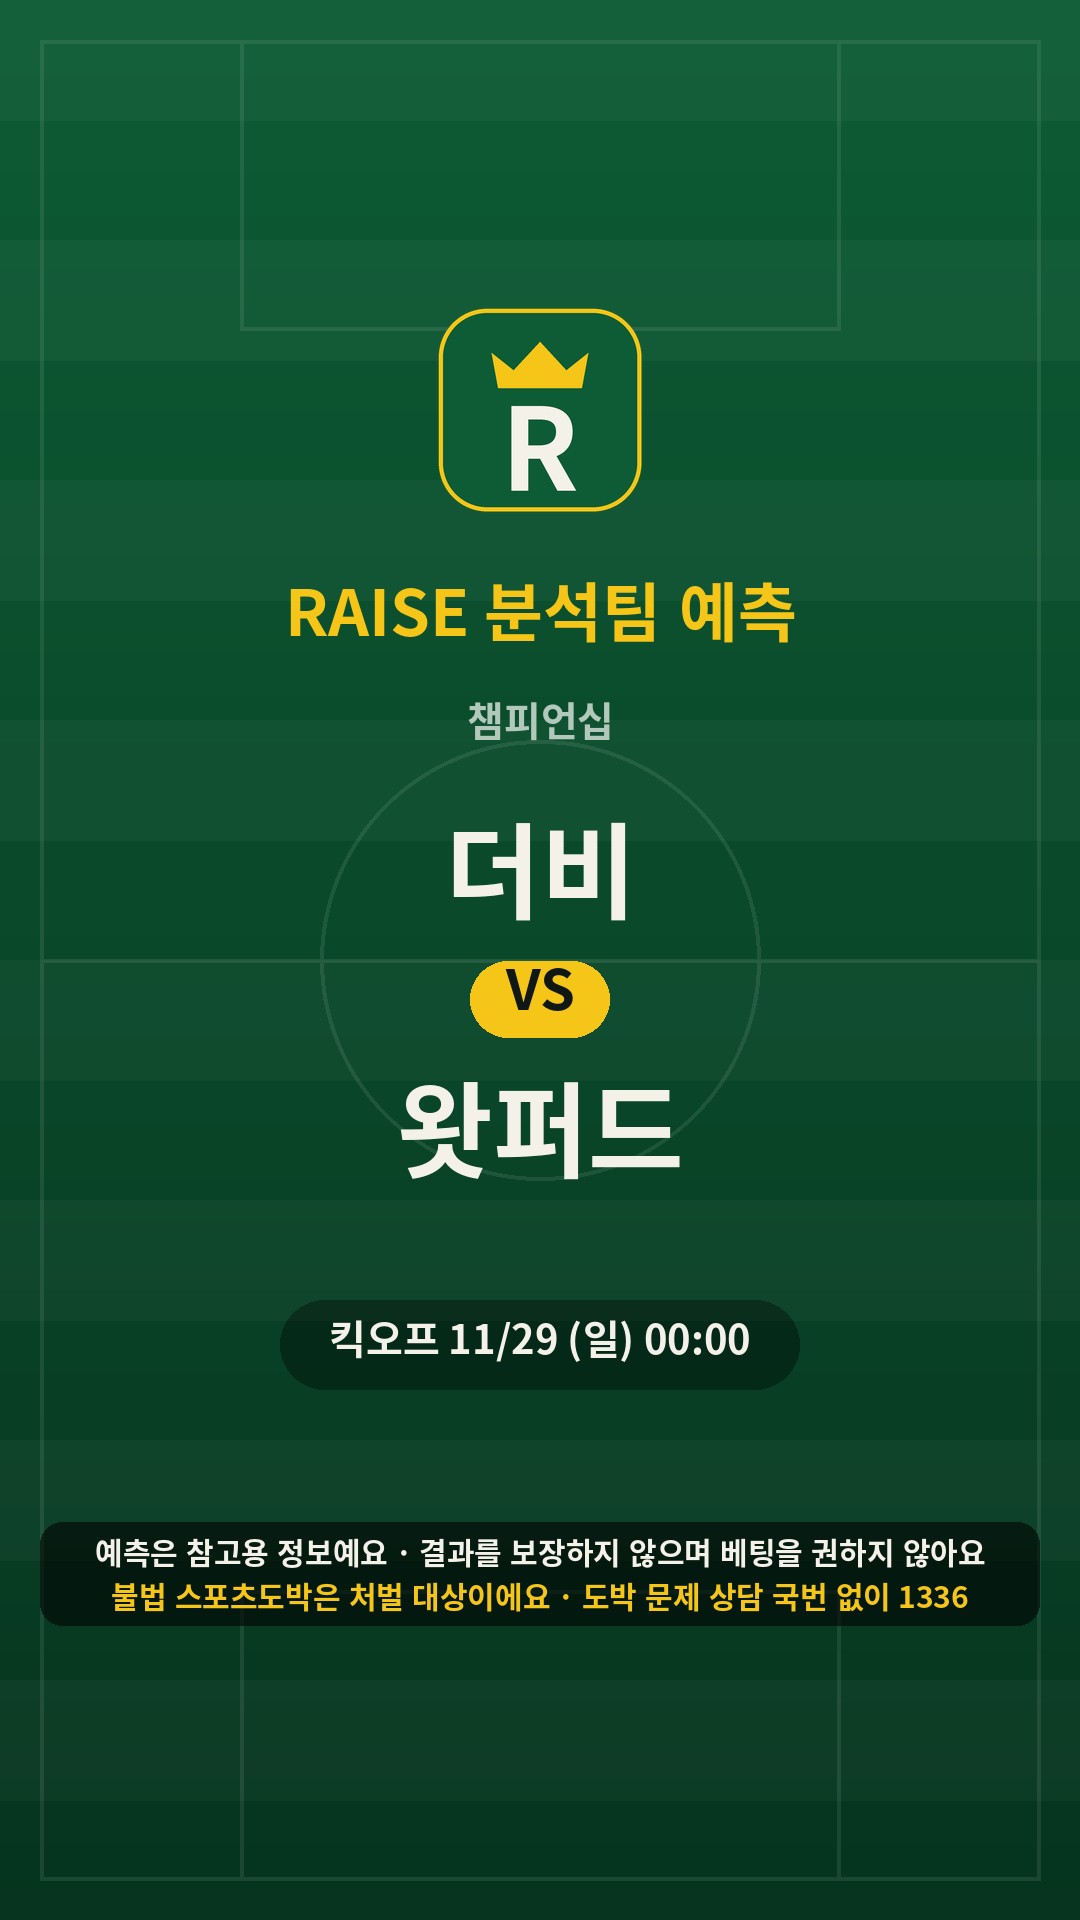 R
RAISE 분석팀 예측
챔피언십
더비
VS
왓퍼드
킥오프 11/29 (일) 00:00
예측은 참고용 정보예요 · 결과를 보장하지 않으며 베팅을 권하지 않아요
불법 스포츠도박은 처벌 대상이에요 · 도박 문제 상담 국번 없이 1336